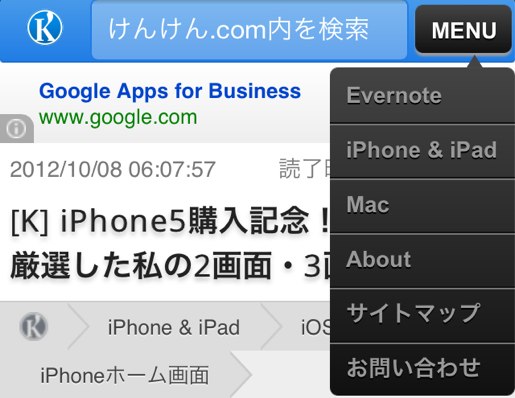 けんけん.com内を検索
MENU
Google Apps for Business
www.google.com
2012/10/08 06:07:57
読了
[K] iPhone5購入記念！
厳選した私の2画面・3
iPhone & iPad
iOS
iPhoneホーム画面
Evernote
iPhone & iPad
Mac
About
サイトマップ
お問い合わせ